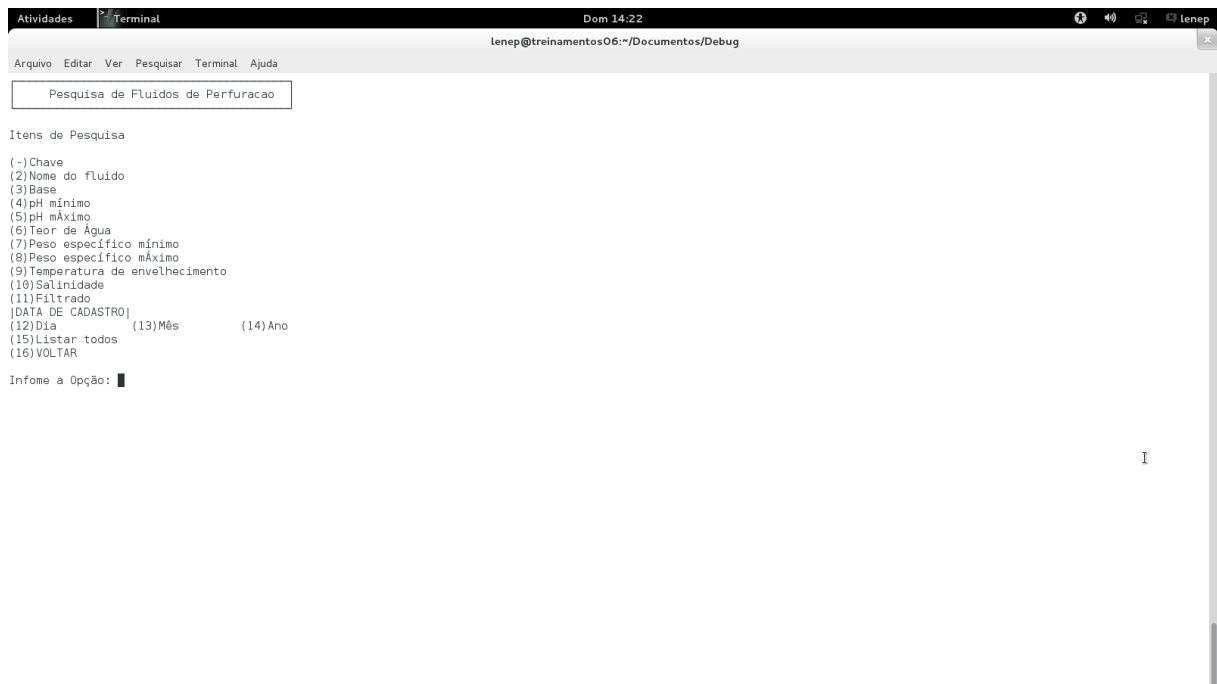 Atividades Terminal Dom 14:22 lenep
lenep@treinamentos06:~/Documentos/Debug
Arquivo Editar Ver Pesquisar Terminal Ajuda
Pesquisa de Fluidos de Perfuracao
Itens de Pesquisa
(-)Chave
(2)Nome do fluido
(3)Base
(4)pH mínimo
(5)pH mÁximo
(6)Teor de Água
(7)Peso específico mínimo
(8)Peso específico mÁximo
(9)Temperatura de envelhecimento
(10)Salinidade
(11)Filtrado
|DATA DE CADASTRO|
(12)Dia (13)Mês (14)Ano
(15)Listar todos
(16)VOLTAR
Infome a Opção: